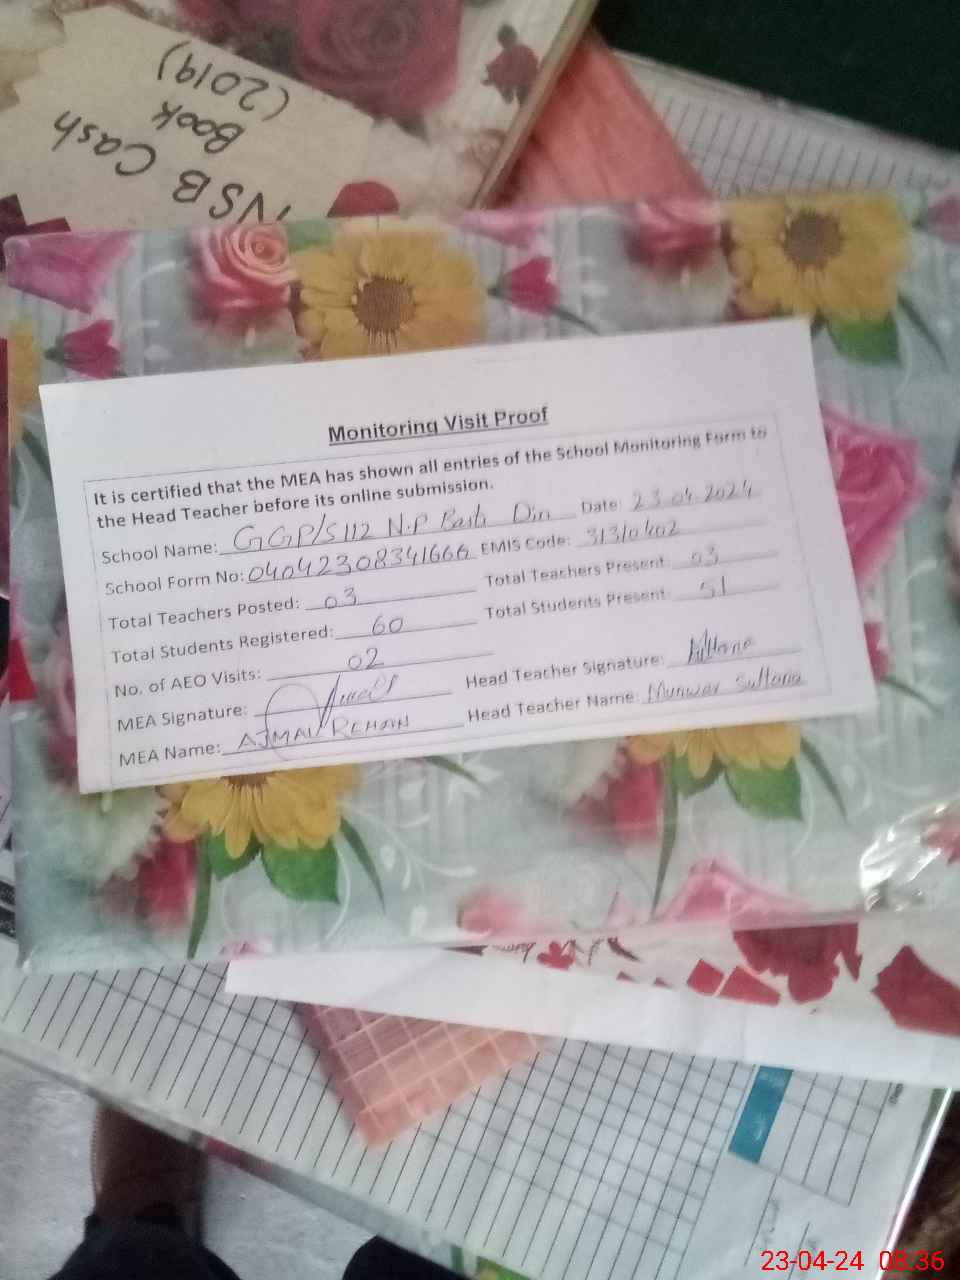 NSB Cash
Book
(2019)
Monitoring Visit Proof
It is certified that the MEA has shown all entries of the School Monitoring Form to
the Head Teacher before its online submission.
School Name: GGP/S 112 N.P Basti Din Date: 23.04.2024
School Form No: 04042308341666 EMIS Code: 31310402
Total Teachers Posted: 03 Total Teachers Present: 03
Total Students Registered: 60 Total Students Present: 51
No. of AEO Visits: 02
MEA Signature: Head Teacher Signature:
MEA Name: AJMAL REHAN Head Teacher Name: Munwar Sultana
23-04-24 08:36